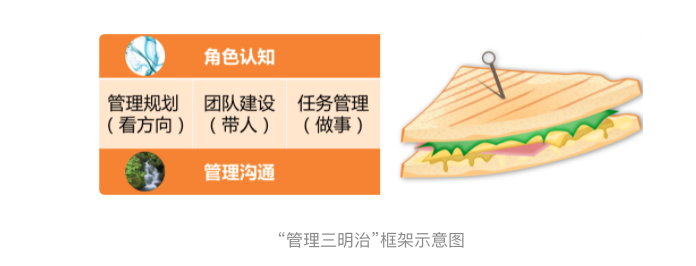 角色认知
管理规划 团队建设 任务管理
（看方向） （带人） （做事）
管理沟通
“管理三明治”框架示意图